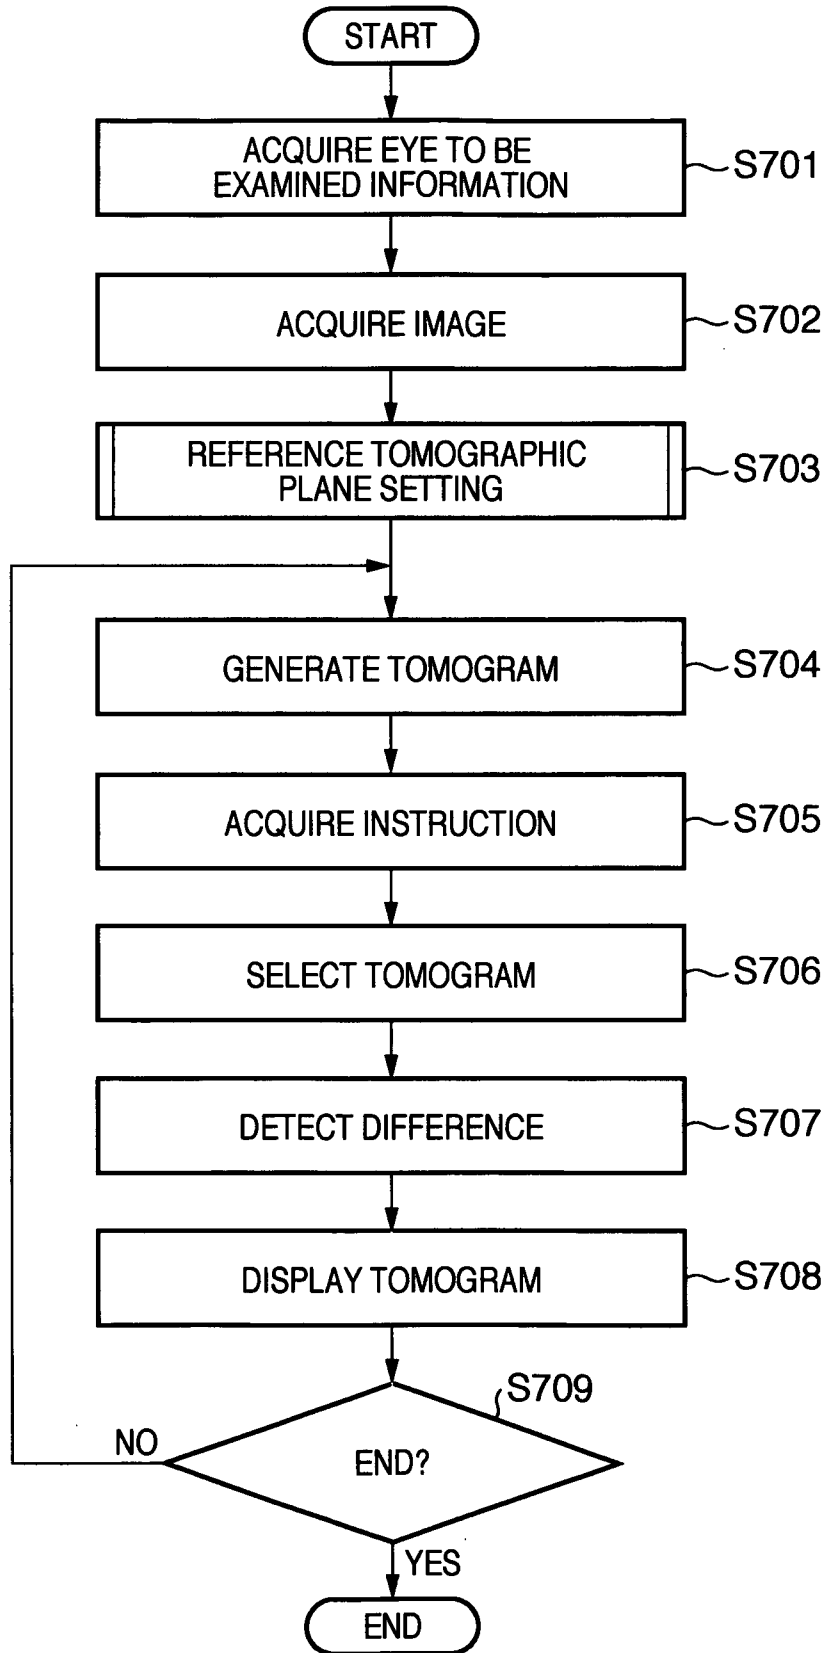 START
ACQUIRE EYE TO BE
EXAMINED INFORMATION
S701
ACQUIRE IMAGE
S702
REFERENCE TOMOGRAPHIC
PLANE SETTING
S703
GENERATE TOMOGRAM
S704
ACQUIRE INSTRUCTION
S705
SELECT TOMOGRAM
S706
DETECT DIFFERENCE
S707
DISPLAY TOMOGRAM
S708
S709
NO
END?
YES
END